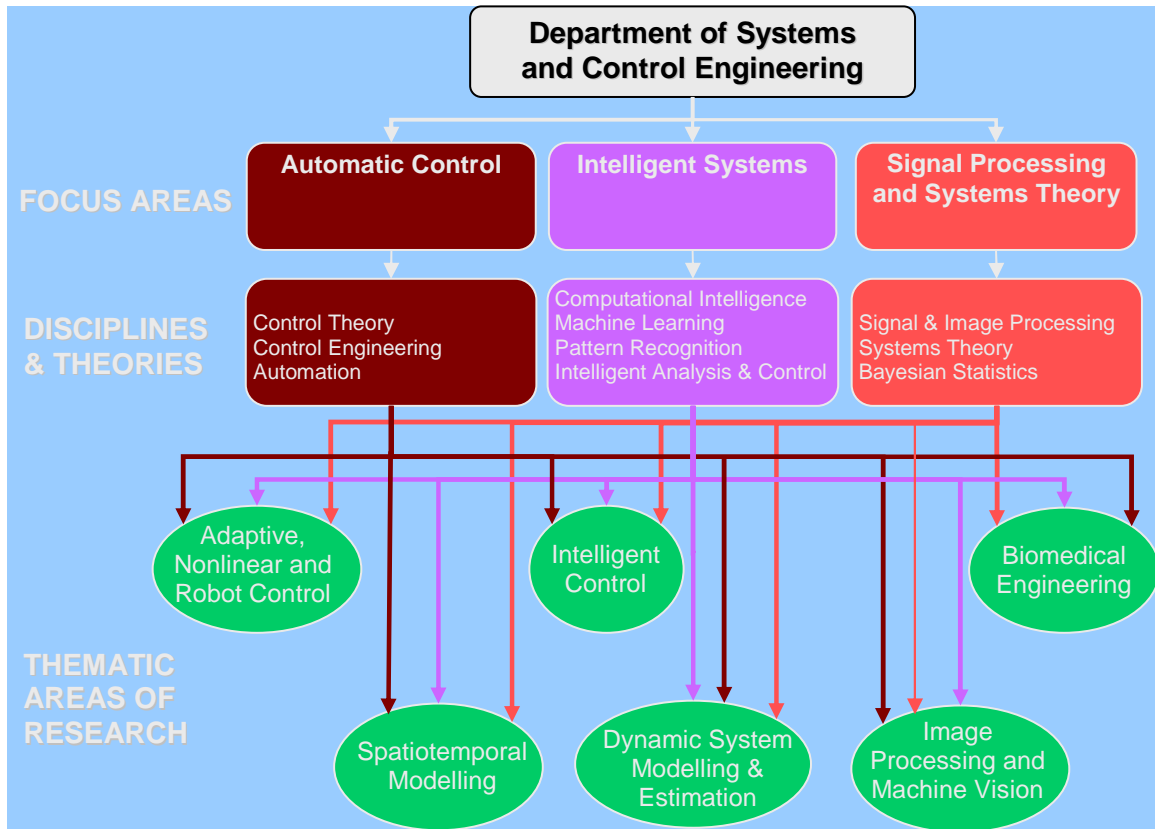 Department of Systems
and Control Engineering
FOCUS AREAS
Automatic Control
Intelligent Systems
Signal Processing
and Systems Theory
DISCIPLINES
& THEORIES
Control Theory
Control Engineering
Automation
Computational Intelligence
Machine Learning
Pattern Recognition
Intelligent Analysis & Control
Signal & Image Processing
Systems Theory
Bayesian Statistics
Adaptive,
Nonlinear and
Robot Control
Intelligent
Control
Biomedical
Engineering
THEMATIC
AREAS OF
RESEARCH
Spatiotemporal
Modelling
Dynamic System
Modelling &
Estimation
Image
Processing and
Machine Vision